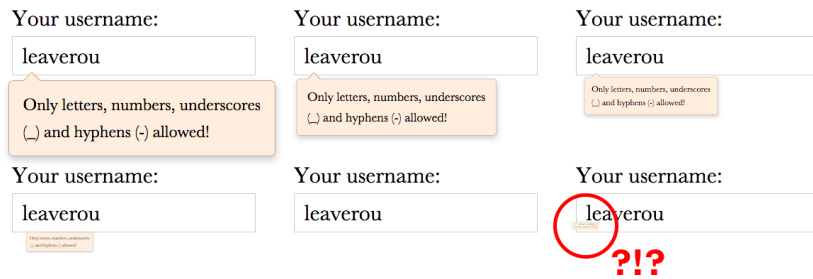 Your username:
leaverou
Only letters, numbers, underscores
(_) and hyphens (-) allowed!
Your username:
leaverou
Only letters, numbers, underscores
(_) and hyphens (-) allowed!
Your username:
leaverou
Only letters, numbers, underscores
(_) and hyphens (-) allowed!
Your username:
leaverou
Only letters, numbers, underscores
(_) and hyphens (-) allowed!
Your username:
leaverou
Your username:
leaverou
?!?